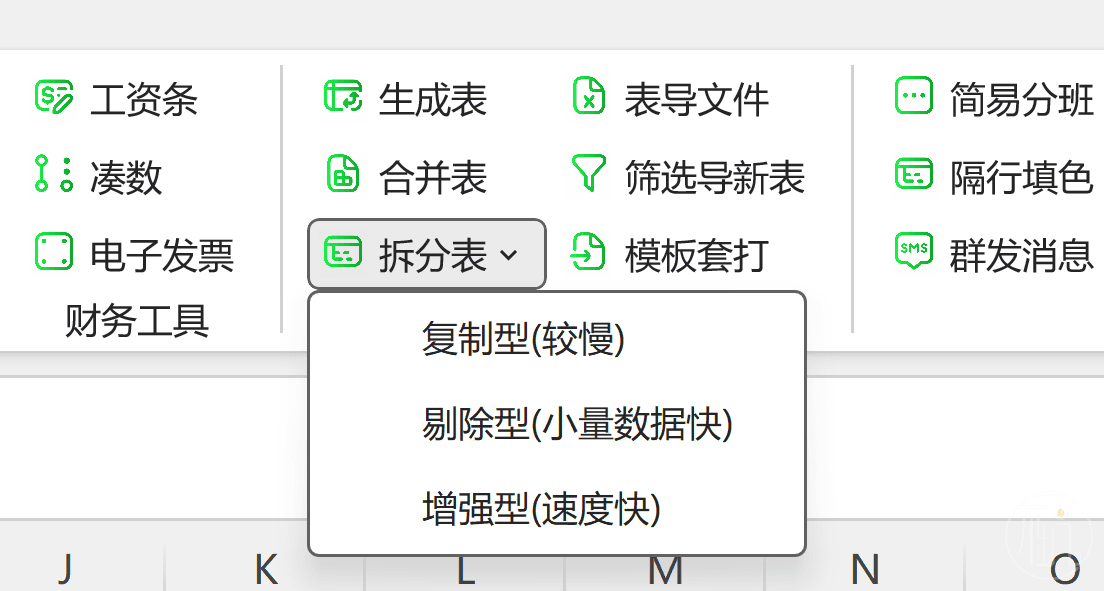 工资条
凑数
电子发票
财务工具
生成表
合并表
拆分表
表导文件
筛选导新表
模板套打
简易分班
隔行填色
SMS
群发消息
复制型(较慢)
剔除型(小量数据快)
增强型(速度快)
J K L M N O